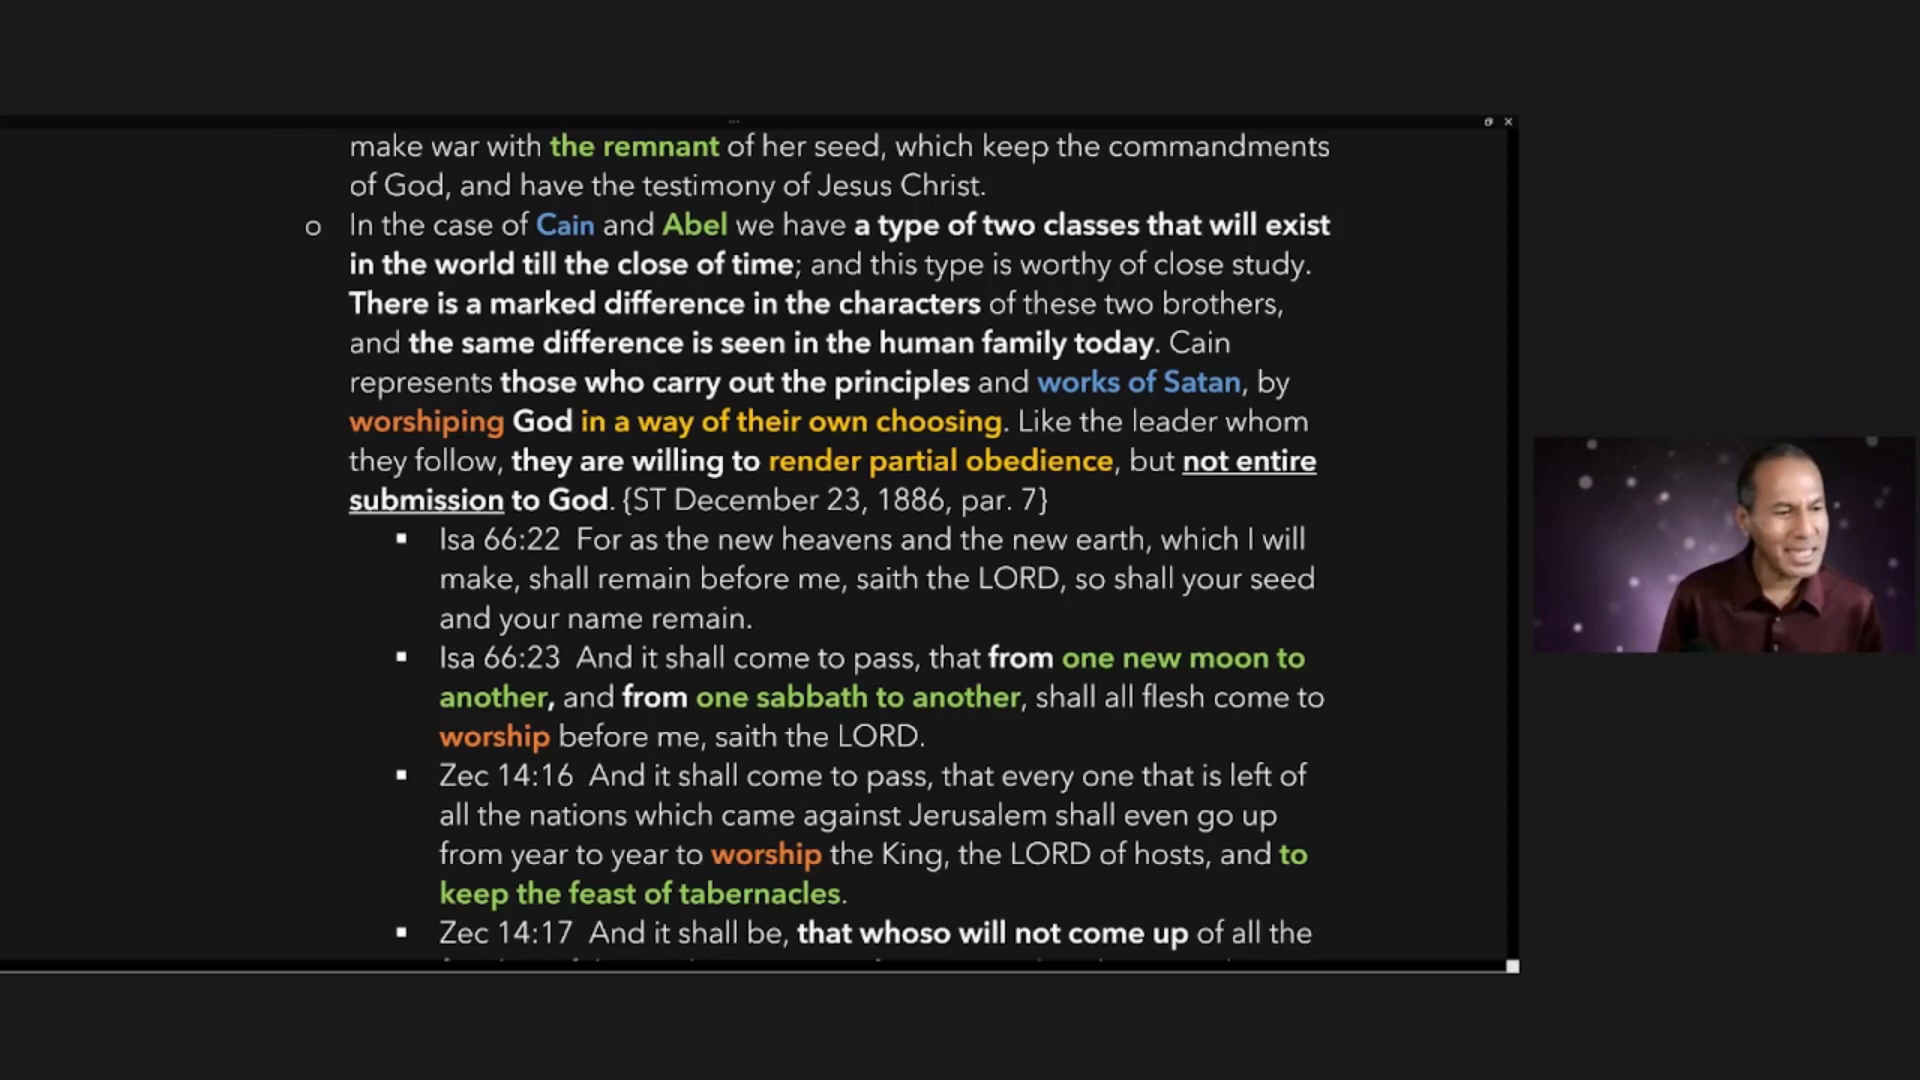 make war with the remnant of her seed, which keep the commandments
of God, and have the testimony of Jesus Christ.
o In the case of Cain and Abel we have a type of two classes that will exist
in the world till the close of time; and this type is worthy of close study.
There is a marked difference in the characters of these two brothers,
and the same difference is seen in the human family today. Cain
represents those who carry out the principles and works of Satan, by
worshiping God in a way of their own choosing. Like the leader whom
they follow, they are willing to render partial obedience, but not entire
submission to God. {ST December 23, 1886, par. 7}
▪ Isa 66:22 For as the new heavens and the new earth, which I will
make, shall remain before me, saith the LORD, so shall your seed
and your name remain.
▪ Isa 66:23 And it shall come to pass, that from one new moon to
another, and from one sabbath to another, shall all flesh come to
worship before me, saith the LORD.
▪ Zec 14:16 And it shall come to pass, that every one that is left of
all the nations which came against Jerusalem shall even go up
from year to year to worship the King, the LORD of hosts, and to
keep the feast of tabernacles.
▪ Zec 14:17 And it shall be, that whoso will not come up of all the